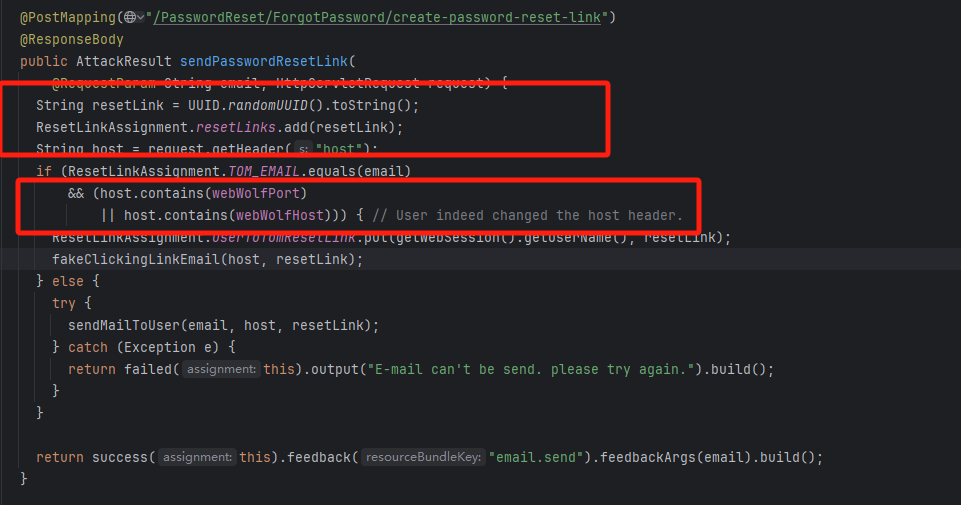 @PostMapping("/PasswordReset/ForgotPassword/create-password-reset-link")
@ResponseBody
public AttackResult sendPasswordResetLink(
@RequestParam String email, HttpServletRequest request) {
String resetLink = UUID.randomUUID().toString();
ResetLinkAssignment.resetLinks.add(resetLink);
String host = request.getHeader( s: "host");
if (ResetLinkAssignment.TOM_EMAIL.equals(email)
&& (host.contains(webWolfPort)
|| host.contains(webWolfHost))) { // User indeed changed the host header.
ResetLinkAssignment.userToTomResetLink.put(getWebSession().getUserName(), resetLink);
fakeClickingLinkEmail(host, resetLink);
} else {
try {
sendMailToUser(email, host, resetLink);
} catch (Exception e) {
return failed( assignment: this).output("E-mail can't be send. please try again.").build();
}
}
return success( assignment: this).feedback( resourceBundleKey: "email.send").feedbackArgs(email).build();
}